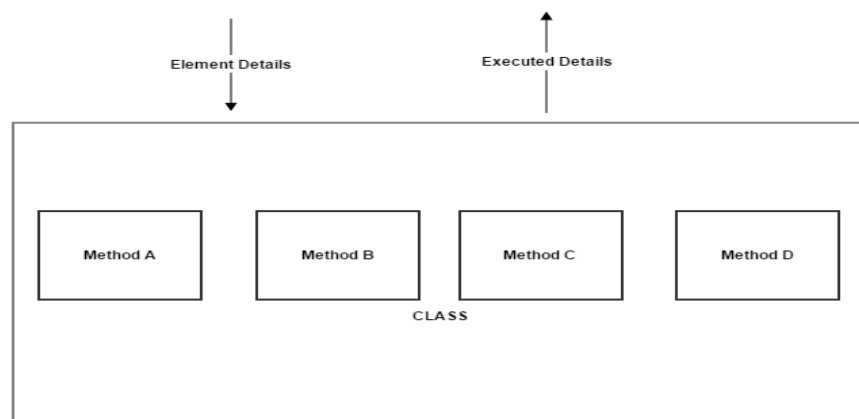 Element Details
Executed Details
Method A
Method B
Method C
Method D
CLASS